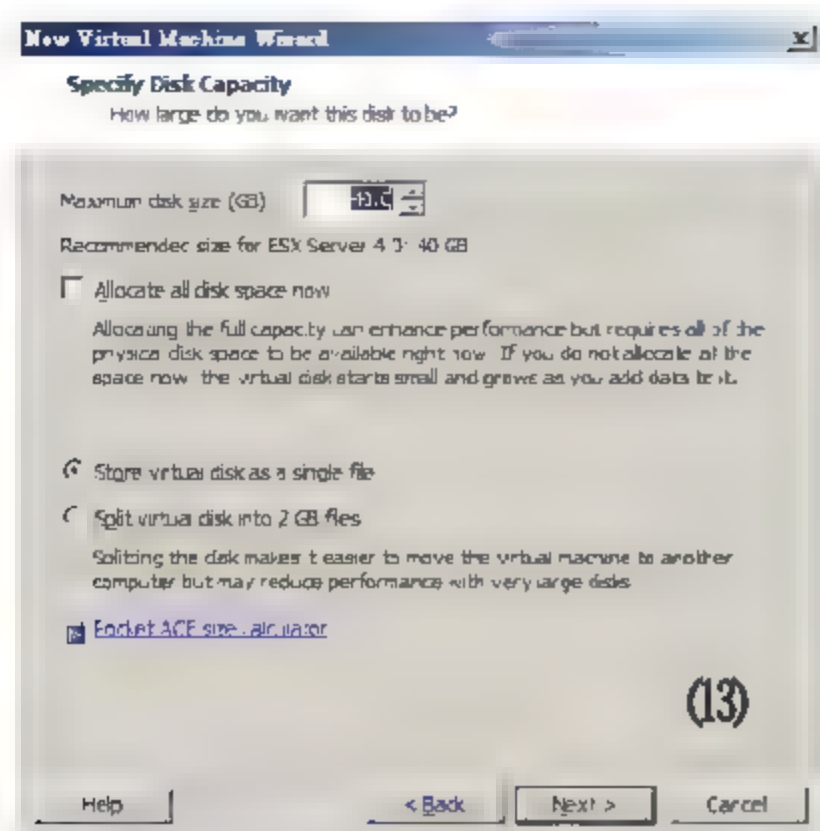 New Virtual Machine Wizard
Specify Disk Capacity
How large do you want this disk to be?
Maximum disk size (GB)
Recommended size for ESX Server 4 40 GB
Allocate all disk space now
Allocating the full capacity can enhance performance but requires all of the
physical disk space to be available right now. If you do not allocate all the
space now, the virtual disk starts small and grows as you add data to it.
Store virtual disk as a single file
Split virtual disk into 2 GB files
Splitting the disk makes it easier to move the virtual machine to another
computer but may reduce performance with very large disks
Pocket ACE size calculator
(13)
Help
< Back
Next >
Cancel